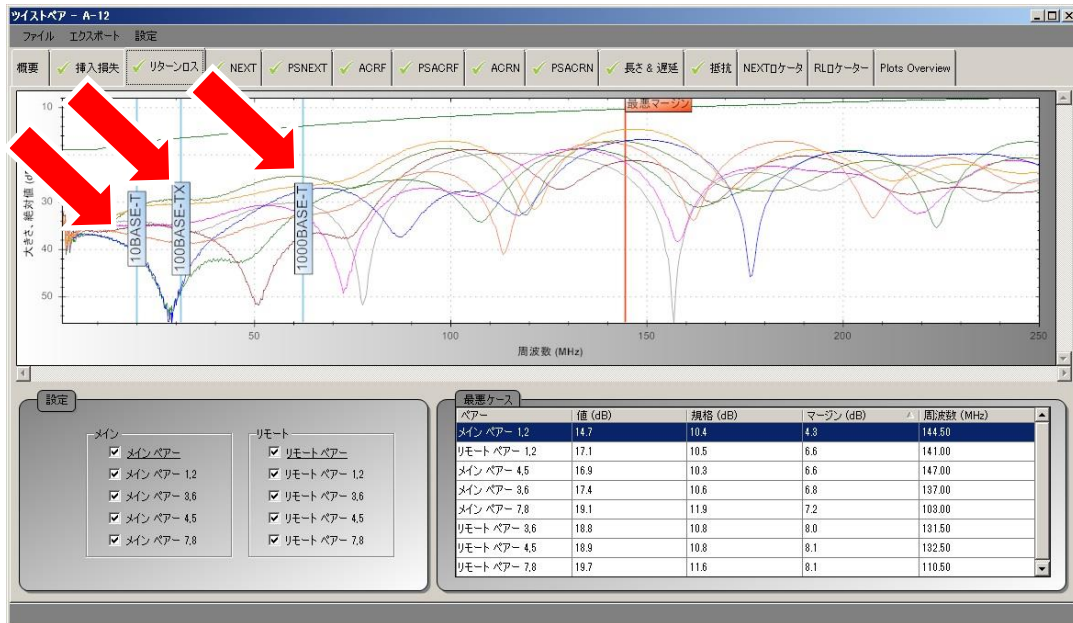 ツイストペア - A-12
ファイル エクスポート 設定
概要 挿入損失 リターンロス NEXT PSNEXT ACRF PSACRF ACRN PSACRN 長さ & 遅延 抵抗 NEXTロケータ RLロケーター Plots Overview
最悪マージン
10
30
40
50
大きさ、絶対値
10BASE-T
100BASE-TX
1000BASE-T
50 100 150 200 250
周波数 (MHz)
設定
メイン
メイン ペアー
メイン ペアー 1,2
メイン ペアー 3,6
メイン ペアー 4,5
メイン ペアー 7,8
リモート
リモート ペアー
リモート ペアー 1,2
リモート ペアー 3,6
リモート ペアー 4,5
リモート ペアー 7,8
最悪ケース
ペアー 値 (dB) 規格 (dB) マージン (dB) 周波数 (MHz)
メイン ペアー 1,2 14.7 10.4 4.3 144.50
リモート ペアー 1,2 17.1 10.5 6.6 141.00
メイン ペアー 4,5 16.9 10.3 6.6 147.00
メイン ペアー 3,6 17.4 10.6 6.8 137.00
メイン ペアー 7,8 19.1 11.9 7.2 103.00
リモート ペアー 3,6 18.8 10.8 8.0 131.50
リモート ペアー 4,5 18.9 10.8 8.1 132.50
リモート ペアー 7,8 19.7 11.6 8.1 110.50